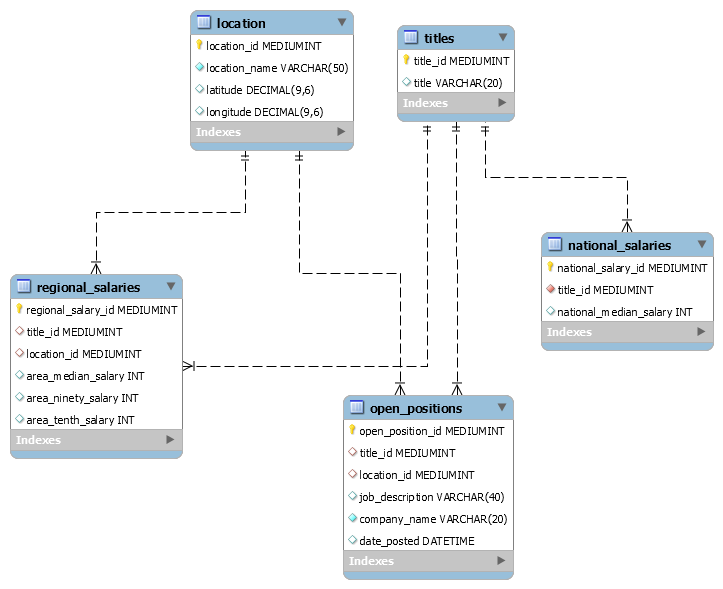 location
location_id MEDIUMINT
location_name VARCHAR(50)
latitude DECIMAL(9,6)
longitude DECIMAL(9,6)
Indexes
titles
title_id MEDIUMINT
title VARCHAR(20)
Indexes
national_salaries
national_salary_id MEDIUMINT
title_id MEDIUMINT
national_median_salary INT
Indexes
regional_salaries
regional_salary_id MEDIUMINT
title_id MEDIUMINT
location_id MEDIUMINT
area_median_salary INT
area_ninety_salary INT
area_tenth_salary INT
Indexes
open_positions
open_position_id MEDIUMINT
title_id MEDIUMINT
location_id MEDIUMINT
job_description VARCHAR(40)
company_name VARCHAR(20)
date_posted DATETIME
Indexes